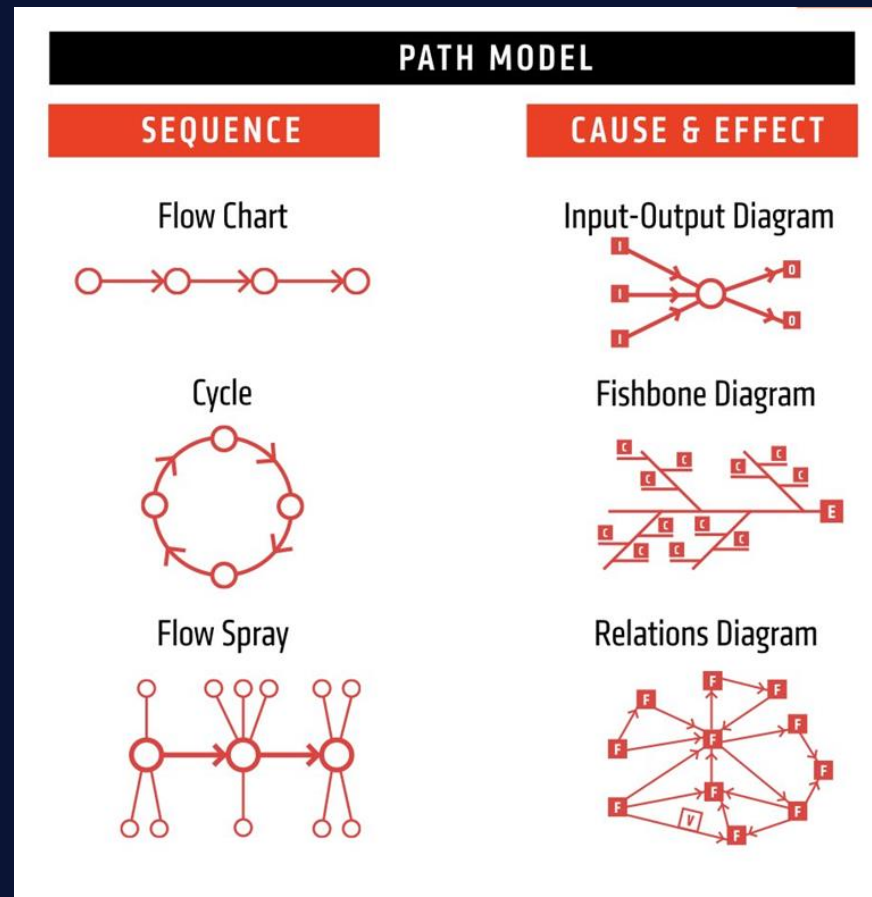 PATH MODEL
SEQUENCE
Flow Chart
Cycle
Flow Spray
CAUSE & EFFECT
Input-Output Diagram
I
I
I
O
O
Fishbone Diagram
C
C
C
C
C
C
C
C
C
C
E
Relations Diagram
F
F
F
F
F
F
F
F
F
F
F
V
F